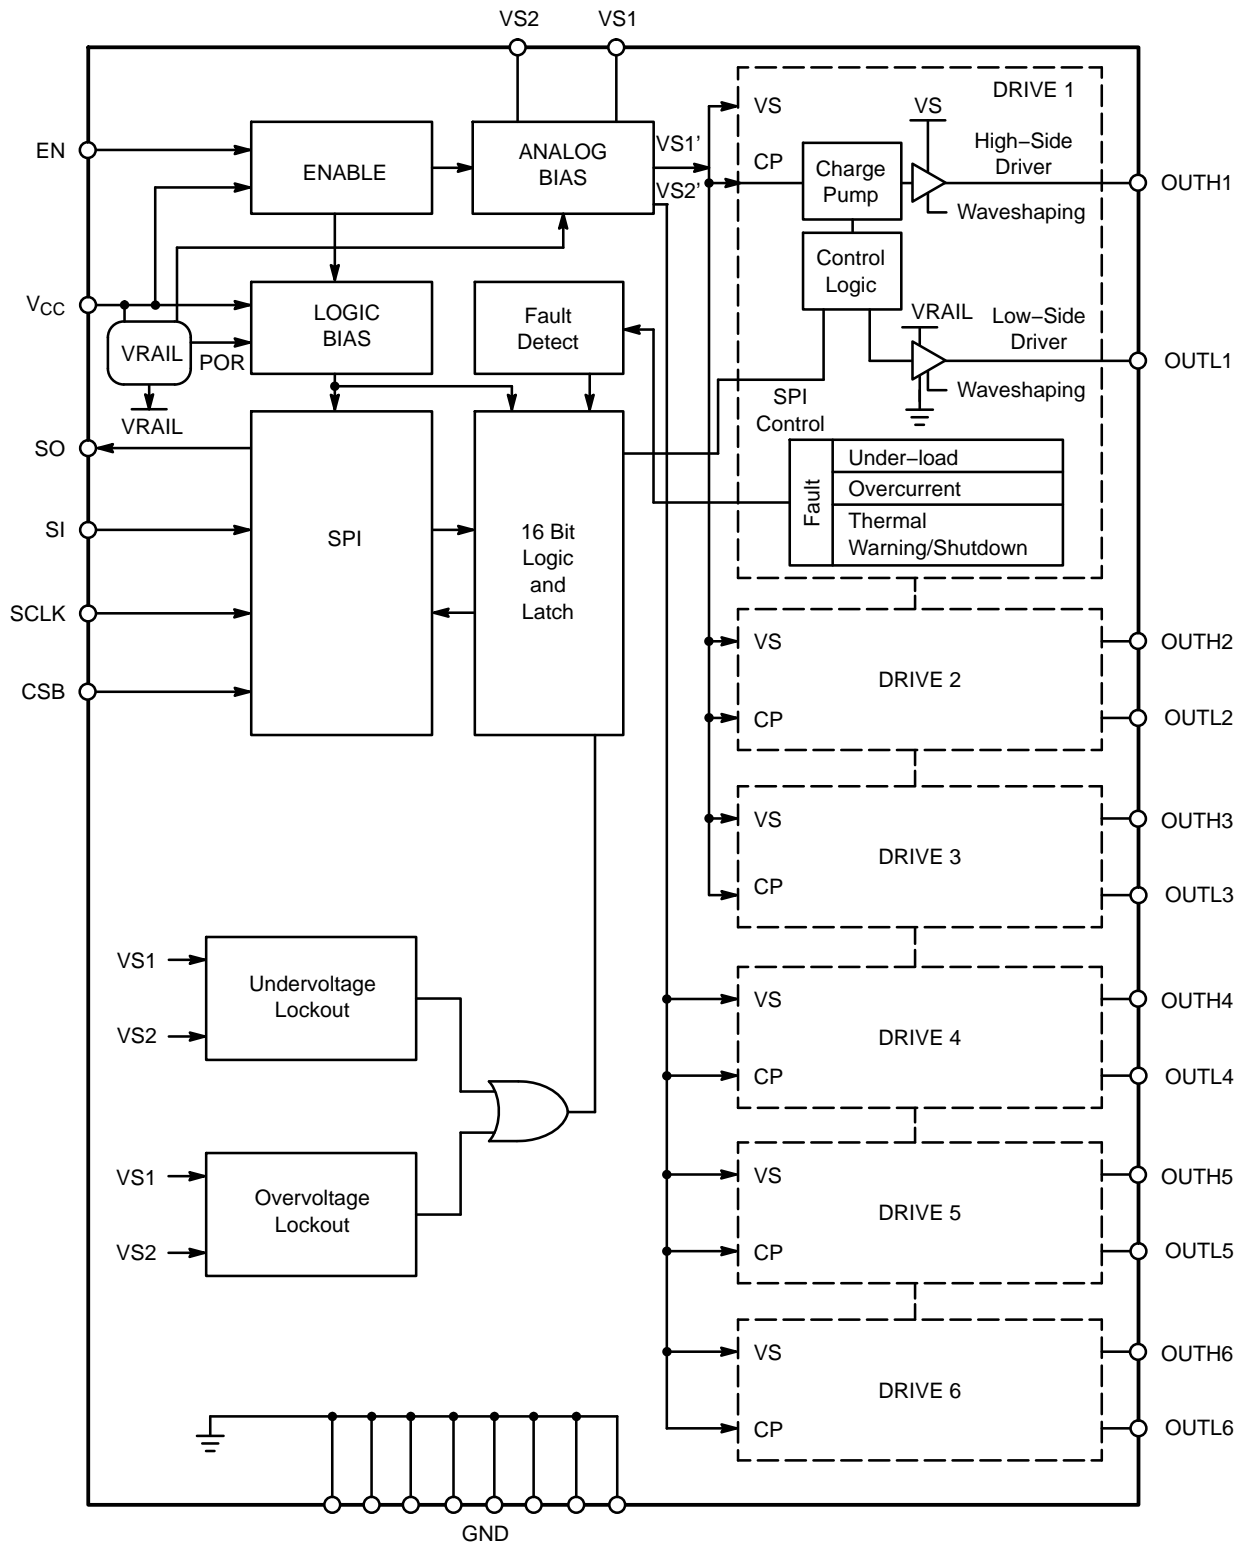 VS2
VS1
EN
ENABLE
ANALOG
BIAS
VS1’
VS2’
VCC
VRAIL
POR
VRAIL
LOGIC
BIAS
Fault
Detect
SO
SI
SCLK
CSB
SPI
16 Bit
Logic
and
Latch
DRIVE 1
VS
CP
Charge
Pump
Control
Logic
VS
High–Side
Driver
Waveshaping
OUTH1
VRAIL
Low–Side
Driver
Waveshaping
OUTL1
SPI
Control
Fault
Under–load
Overcurrent
Thermal
Warning/Shutdown
VS
DRIVE 2
CP
OUTH2
OUTL2
VS
DRIVE 3
CP
OUTH3
OUTL3
VS1
VS2
Undervoltage
Lockout
VS
DRIVE 4
CP
OUTH4
OUTL4
VS1
VS2
Overvoltage
Lockout
VS
DRIVE 5
CP
OUTH5
OUTL5
VS
DRIVE 6
CP
OUTH6
OUTL6
GND